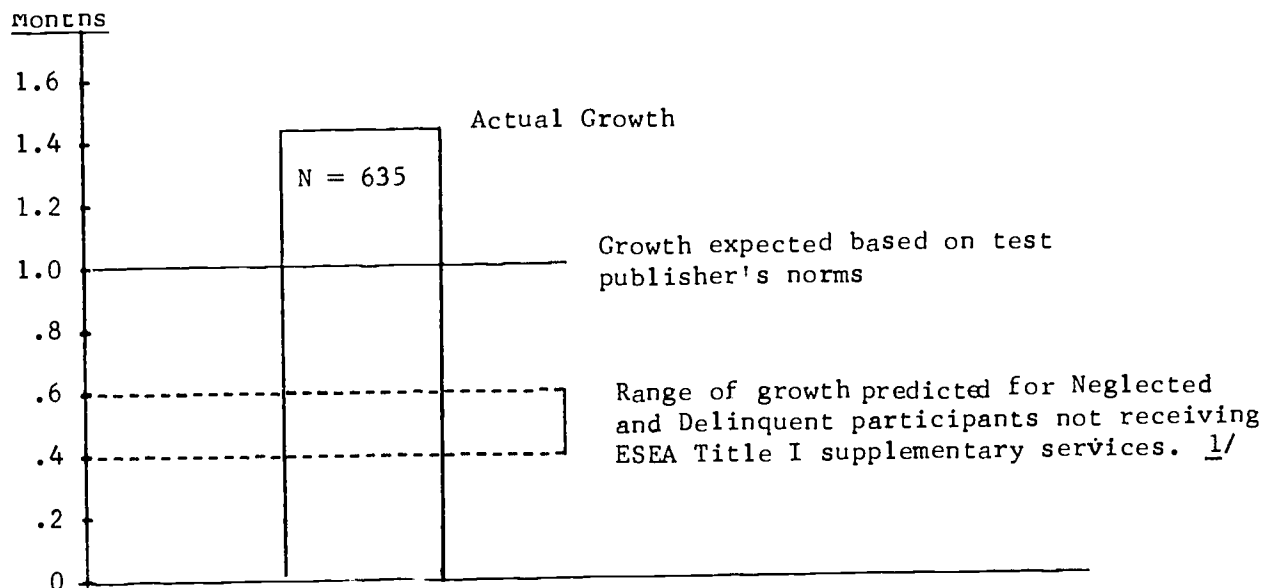 Months
1.6
Actual Growth
1.4
N = 635
1.2
Growth expected based on test
publisher's norms
1.0
.8
.6
Range of growth predicted for Neglected
and Delinquent participants not receiving
ESEA Title I supplementary services. 1/
.4
.2
0